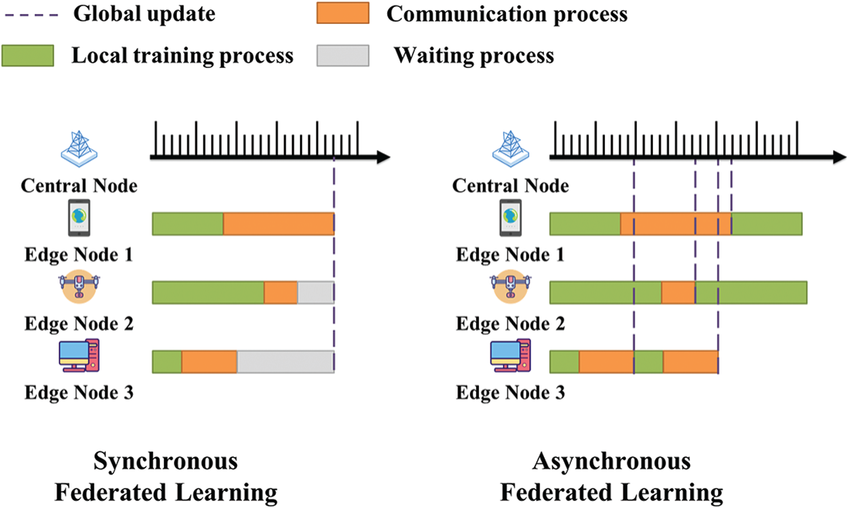 Global update
Communication process
Local training process
Waiting process
Central Node
Edge Node 1
Edge Node 2
Edge Node 3
Synchronous
Federated Learning
Central Node
Edge Node 1
Edge Node 2
Edge Node 3
Asynchronous
Federated Learning